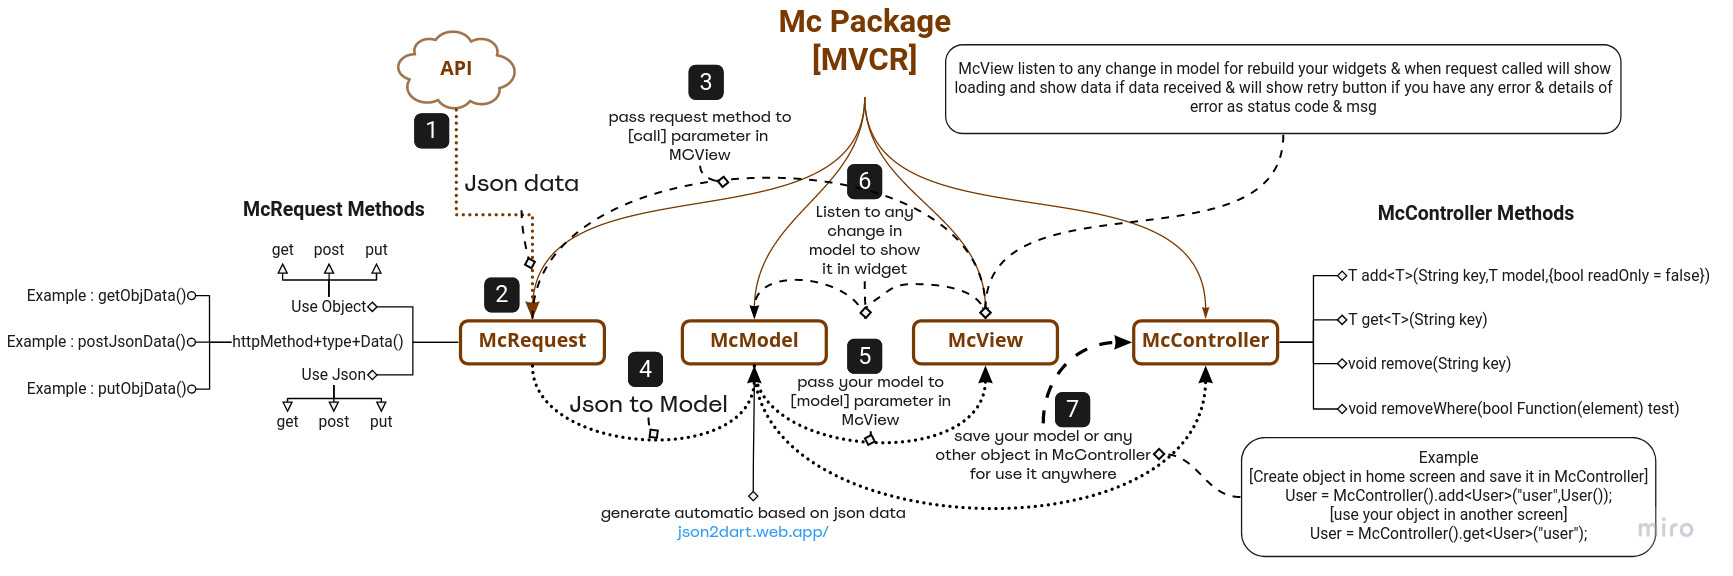 Mc Package
[MVCR]
API
1
Json data
2
3
pass request method to
[call] parameter in
MCView
McView listen to any change in model for rebuild your widgets & when request called will show
loading and show data if data received & will show retry button if you have any error & details of
error as status code & msg
6
Listen to any
change in
model to show
it in widget
McRequest Methods
get post put
Use Object
Example : getObjData()
Example : postJsonData()
Example : putObjData()
httpMethod+type+Data()
Use Json
get post put
McRequest
McModel
McView
McController
4
Json to Model
5
pass your model to
[model] parameter in
McView
generate automatic based on json data
json2dart.web.app/
7
save your model or any
other object in McController
for use it anywhere
McController Methods
T add<T>(String key,T model,{bool readOnly = false})
T get<T>(String key)
void remove(String key)
void removeWhere(bool Function(element) test)
Example
[Create object in home screen and save it in McController]
User = McController().add<User>("user",User());
[use your object in another screen]
User = McController().get<User>("user");
miro